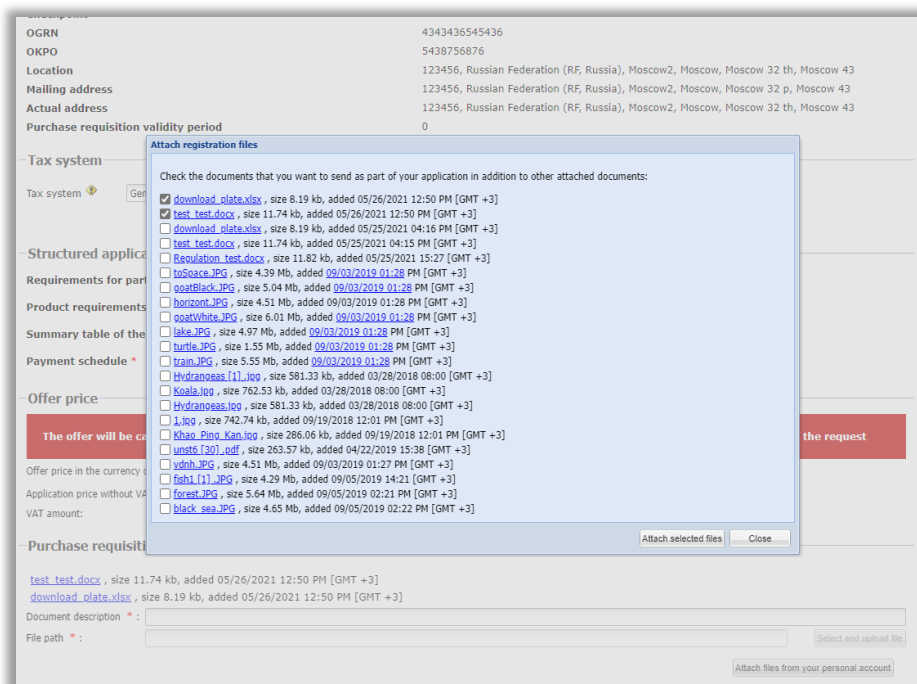 OGRN 4343436545436
OKPO 5438756876
Location 123456, Russian Federation (RF, Russia), Moscow2, Moscow, Moscow 32 th, Moscow 43
Mailing address 123456, Russian Federation (RF, Russia), Moscow2, Moscow, Moscow 32 p, Moscow 43
Actual address 123456, Russian Federation (RF, Russia), Moscow2, Moscow, Moscow 32 th, Moscow 43
Purchase requisition validity period 0
Attach registration files
Tax system
Check the documents that you want to send as part of your application in addition to other attached documents:
Tax system Gen
download_plate.xlsx , size 8.19 kb, added 05/26/2021 12:50 PM [GMT +3]
test_test.docx , size 11.74 kb, added 05/26/2021 12:50 PM [GMT +3]
download_plate.xlsx , size 8.19 kb, added 05/25/2021 04:16 PM [GMT +3]
test_test.docx , size 11.74 kb, added 05/25/2021 04:15 PM [GMT +3]
Regulation_test.docx , size 11.82 kb, added 05/25/2021 15:27 [GMT +3]
toSpace.JPG , size 4.39 Mb, added 09/03/2019 01:28 PM [GMT +3]
goatBlack.JPG , size 5.04 Mb, added 09/03/2019 01:28 PM [GMT +3]
horizont.JPG , size 4.51 Mb, added 09/03/2019 01:28 PM [GMT +3]
goatWhite.JPG , size 6.01 Mb, added 09/03/2019 01:28 PM [GMT +3]
lake.JPG , size 4.97 Mb, added 09/03/2019 01:28 PM [GMT +3]
turtle.JPG , size 1.55 Mb, added 09/03/2019 01:28 PM [GMT +3]
train.JPG , size 5.55 Mb, added 09/03/2019 01:28 PM [GMT +3]
Hydrangeas [1] .jpg , size 581.33 kb, added 03/28/2018 08:00 [GMT +3]
Koala.jpg , size 762.53 kb, added 03/28/2018 08:00 [GMT +3]
Hydrangeas.jpg , size 581.33 kb, added 03/28/2018 08:00 [GMT +3]
1.jpg , size 742.74 kb, added 09/19/2018 12:01 PM [GMT +3]
Khao_Ping_Kan.jpg , size 286.06 kb, added 09/19/2018 12:01 PM [GMT +3]
unst6 [30] .pdf , size 263.57 kb, added 04/22/2019 15:38 [GMT +3]
vdnh.JPG , size 4.51 Mb, added 09/03/2019 01:27 PM [GMT +3]
fish1 [1] .JPG , size 4.29 Mb, added 09/05/2019 14:21 [GMT +3]
forest.JPG , size 5.64 Mb, added 09/05/2019 02:21 PM [GMT +3]
black_sea.JPG , size 4.65 Mb, added 09/05/2019 02:22 PM [GMT +3]
Attach selected files Close
Structured applica
Requirements for part
Product requirements
Summary table of the
Payment schedule *
Offer price
The offer will be ca the request
Offer price in the currency o
Application price without VA
VAT amount:
Purchase requisiti
test_test.docx , size 11.74 kb, added 05/26/2021 12:50 PM [GMT +3]
download_plate.xlsx , size 8.19 kb, added 05/26/2021 12:50 PM [GMT +3]
Document description * :
File path * : Select and upload file
Attach files from your personal account